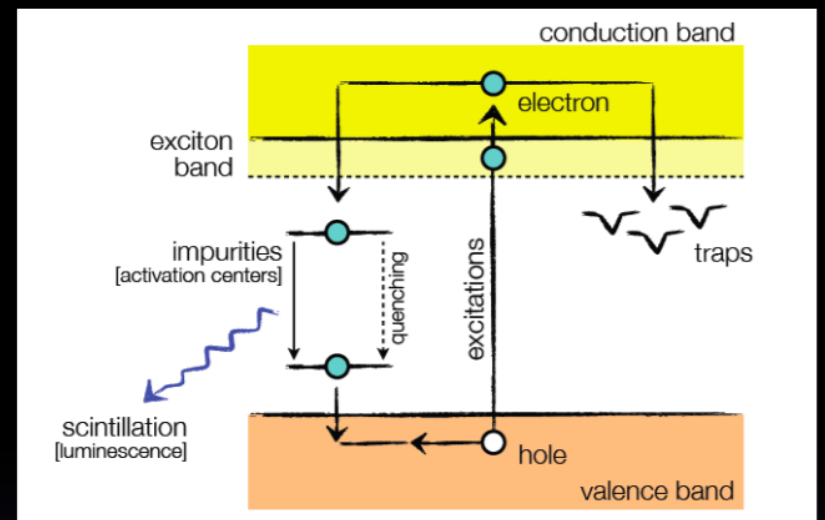 conduction band
electron
exciton
band
impurities
[activation centers]
quenching
excitations
traps
scintillation
[luminescence]
hole
valence band